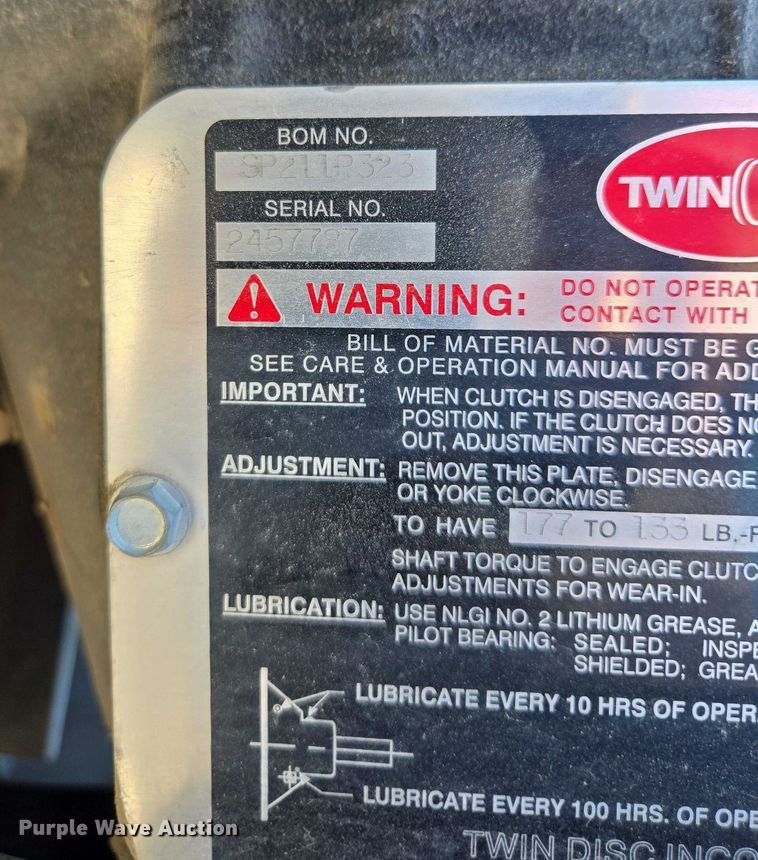 BOM NO.
SP211P323
SERIAL NO.
TWIN
WARNING:
DO NOT OPERAT
CONTACT WITH
BILL OF MATERIAL NO. MUST BE G
SEE CARE & OPERATION MANUAL FOR ADD
IMPORTANT: WHEN CLUTCH IS DISENGAGED, TH
POSITION. IF THE CLUTCH DOES NO
OUT, ADJUSTMENT IS NECESSARY.
ADJUSTMENT: REMOVE THIS PLATE, DISENGAGE
OR YOKE CLOCKWISE.
TO HAVE 177 TO 133 LB.-F
SHAFT TORQUE TO ENGAGE CLUTC
ADJUSTMENTS FOR WEAR-IN.
LUBRICATION: USE NLGI NO. 2 LITHIUM GREASE, A
PILOT BEARING: SEALED; INSPE
SHIELDED; GREA
LUBRICATE EVERY 10 HRS OF OPER
LUBRICATE EVERY 100 HRS. OF OPE
TWIN DISC INCO
Purple Wave Auction